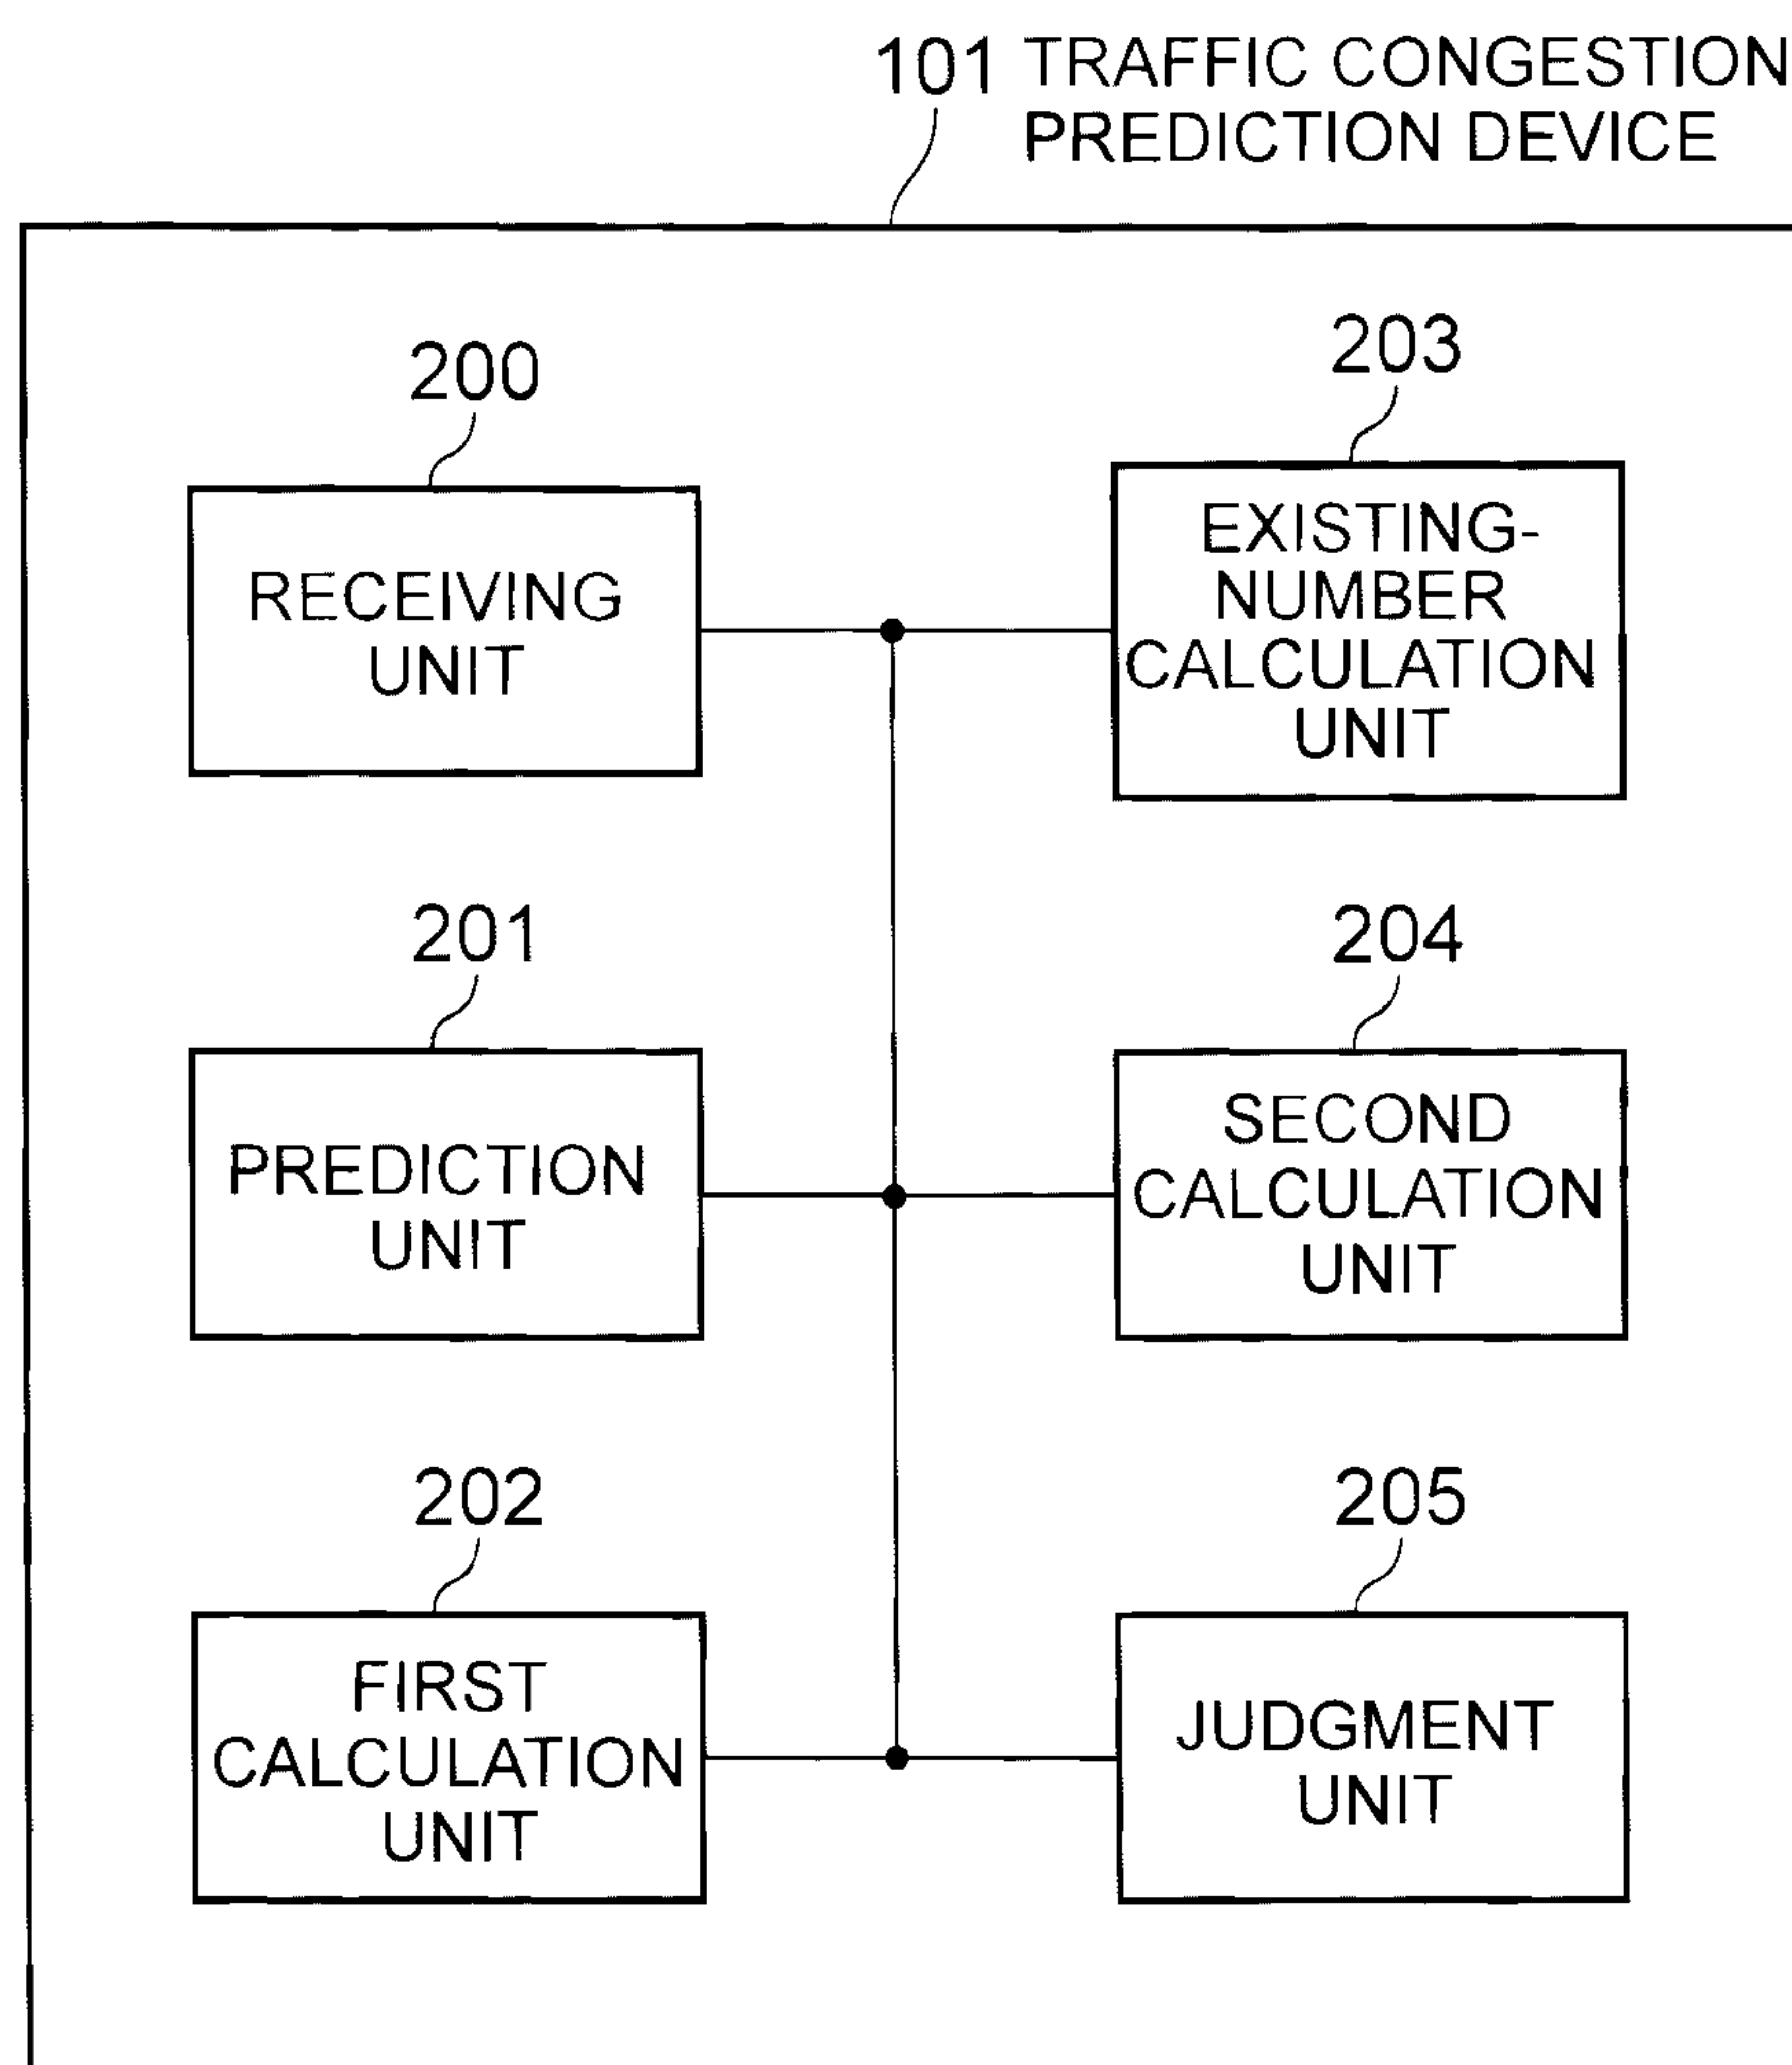 101 TRAFFIC CONGESTION
PREDICTION DEVICE
200
RECEIVING
UNIT
203
EXISTING-
NUMBER
CALCULATION
UNIT
201
PREDICTION
UNIT
204
SECOND
CALCULATION
UNIT
202
FIRST
CALCULATION
UNIT
205
JUDGMENT
UNIT